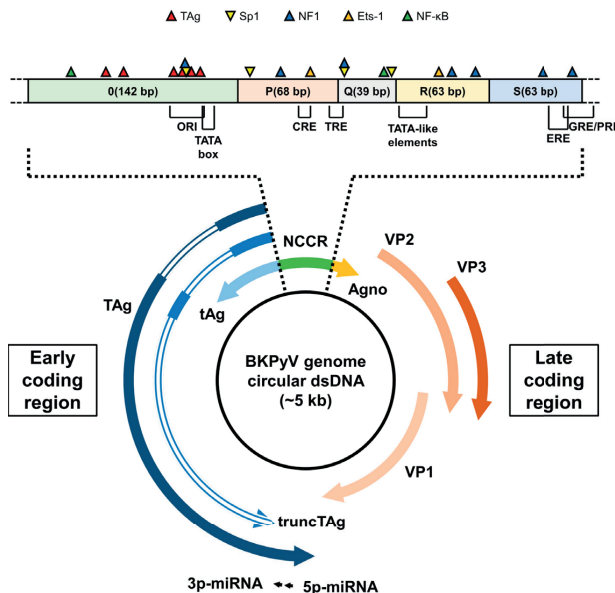 TAg Sp1 NF1 Ets-1 NF-κB
0(142 bp) P(68 bp) Q(39 bp) R(63 bp) S(63 bp)
ORI
TATA
box
CRE
TRE
TATA-like
elements
ERE
GRE/PRE
NCCR
VP2
VP3
TAg
tAg
Agno
Early
coding
region
BKPyV genome
circular dsDNA
(~5 kb)
Late
coding
region
VP1
truncTAg
3p-miRNA
5p-miRNA